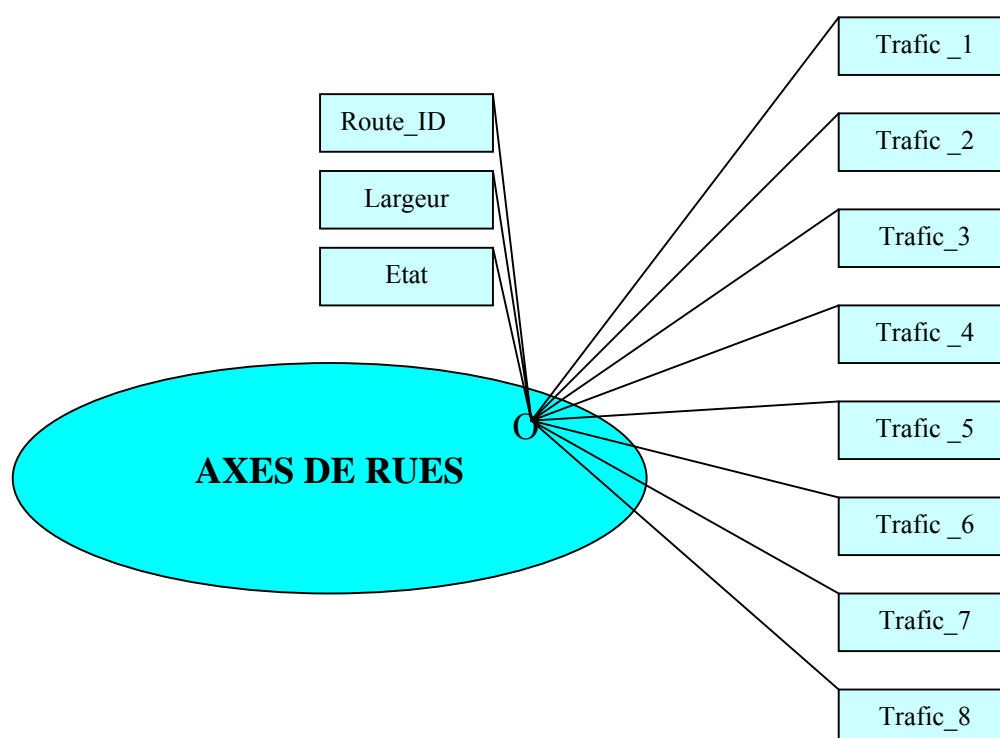 Trafic _1
Route_ID
Trafic _2
Largeur
Trafic_3
Etat
Trafic _4
O
Trafic _5
AXES DE RUES
Trafic _6
Trafic_7
Trafic_8